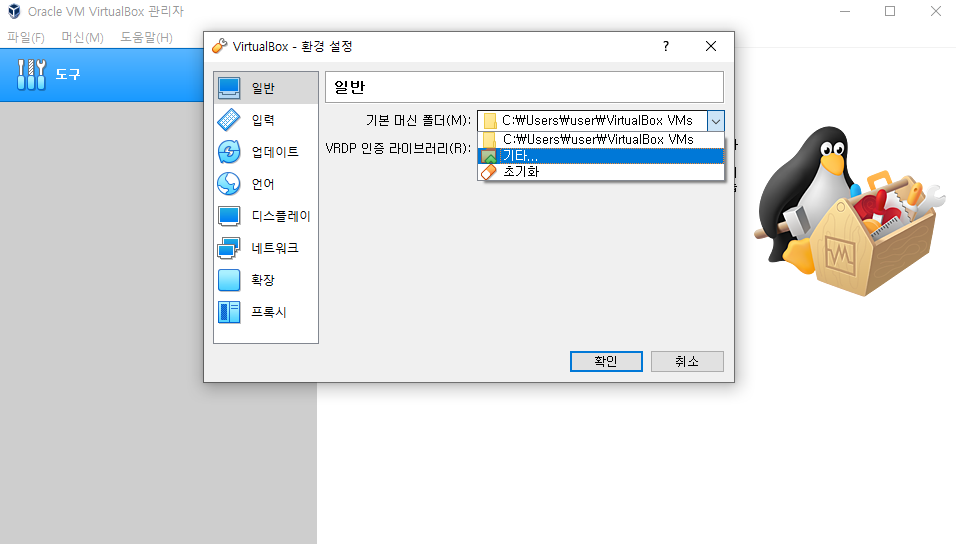 Oracle VM VirtualBox 관리자
파일(F) 머신(M) 도움말(H)
도구
VirtualBox - 환경 설정
?
일반
입력
업데이트
언어
디스플레이
네트워크
확장
프록시
일반
기본 머신 폴더(M): C:₩Users₩user₩VirtualBox VMs
C:₩Users₩user₩VirtualBox VMs
VRDP 인증 라이브러리(R): 기타...
초기화
확인 취소